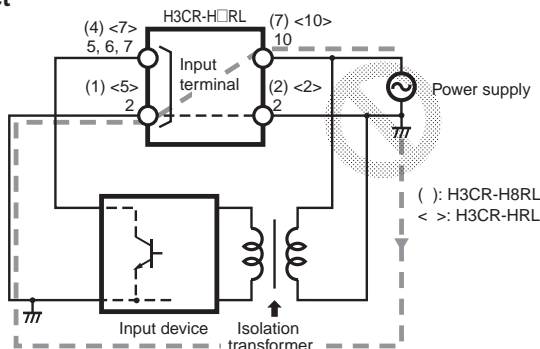 ct
H3CR-H□RL
(4) <7>
5, 6, 7
(7) <10>
10
Input
terminal
(1) <5>
2
(2) <2>
2
Power supply
( ): H3CR-H8RL
< >: H3CR-HRL
Input device
Isolation
transformer